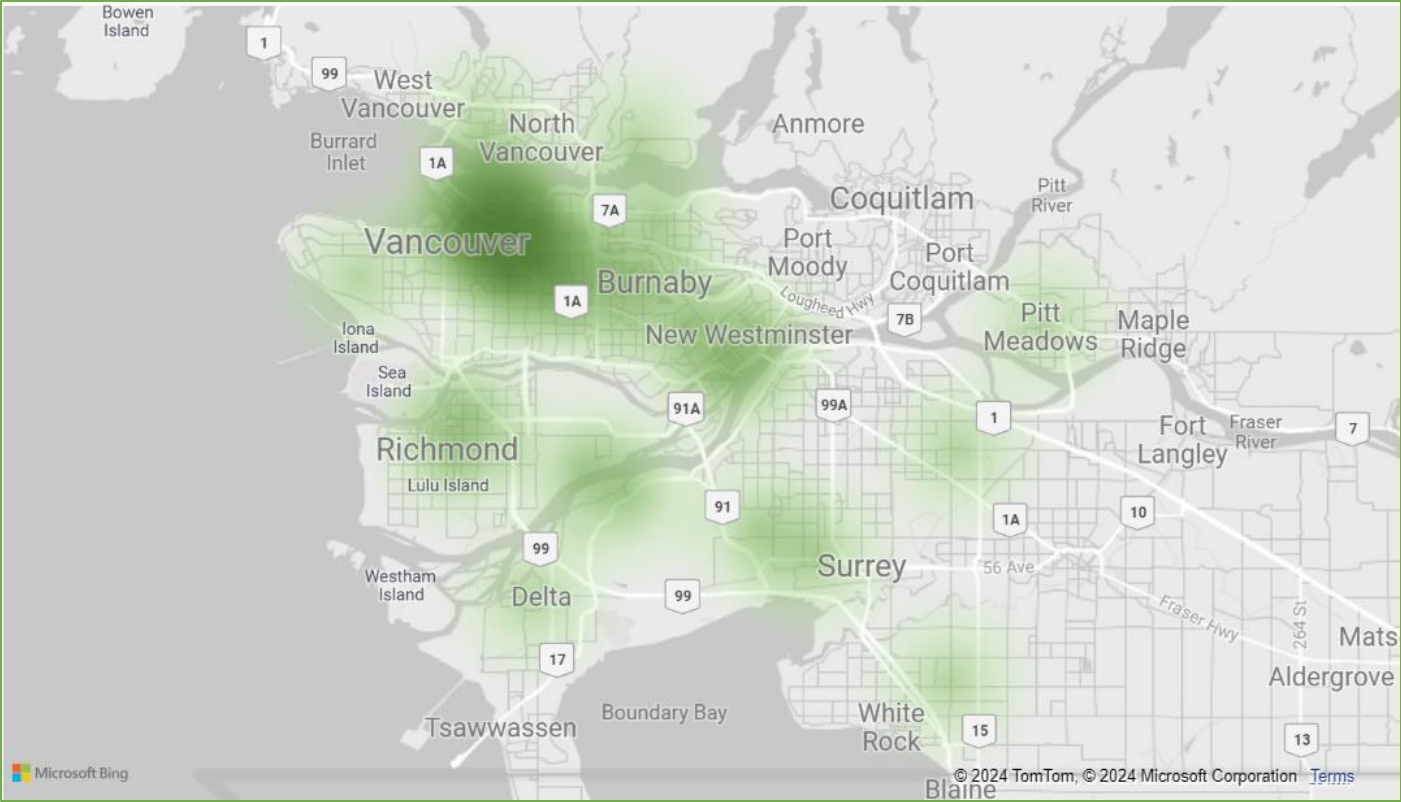 Bowen
Island
1
99
West
Vancouver
Burrard
Inlet
North
Vancouver
Anmore
1A
7A
Coquitlam
Pitt
River
Vancouver
Port
Moody
Port
Coquitlam
Burnaby
1A
Lougheed Hwy
7B
Pitt
Meadows
Maple
Ridge
Iona
Island
New Westminster
Sea
Island
91A
99A
1
Fort
Langley
Fraser
River
7
Richmond
Lulu Island
91
1A
10
99
Surrey
56 Ave
Westham
Island
Delta
99
Fraser Hwy
264 St
Mats
17
Aldergrove
Tsawwassen
Boundary Bay
White
Rock
15
13
Microsoft Bing
© 2024 TomTom, © 2024 Microsoft Corporation Terms
Blaine